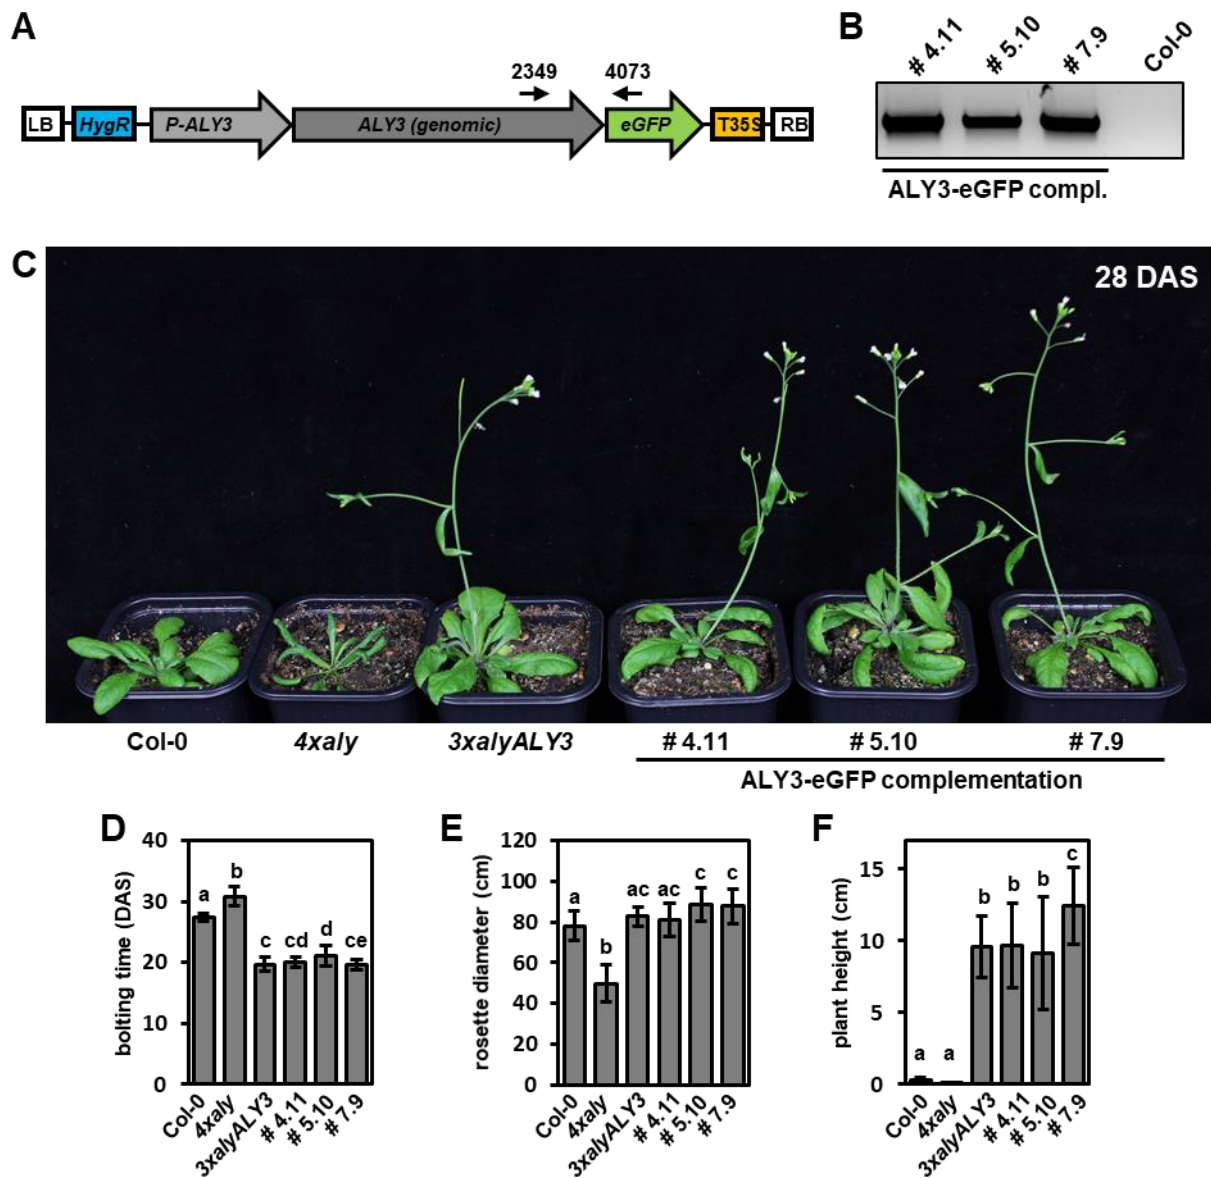 A
2349 4073
LB HygR P-ALY3 ALY3 (genomic) eGFP T35S RB
B
# 4.11 # 5.10 # 7.9 Col-0
ALY3-eGFP compl.
C
28 DAS
Col-0 4xaly 3xalyALY3 # 4.11 # 5.10 # 7.9
ALY3-eGFP complementation
D
bolting time (DAS)
40
30
20
10
0
a b c cd d ce
Col-0 4xaly 3xalyALY3 # 4.11 # 5.10 # 7.9
E
rosette diameter (cm)
120
100
80
60
40
20
0
a b ac ac c c
Col-0 4xaly 3xalyALY3 # 4.11 # 5.10 # 7.9
F
plant height (cm)
15
10
5
0
a a b b b c
Col-0 4xaly 3xalyALY3 # 4.11 # 5.10 # 7.9